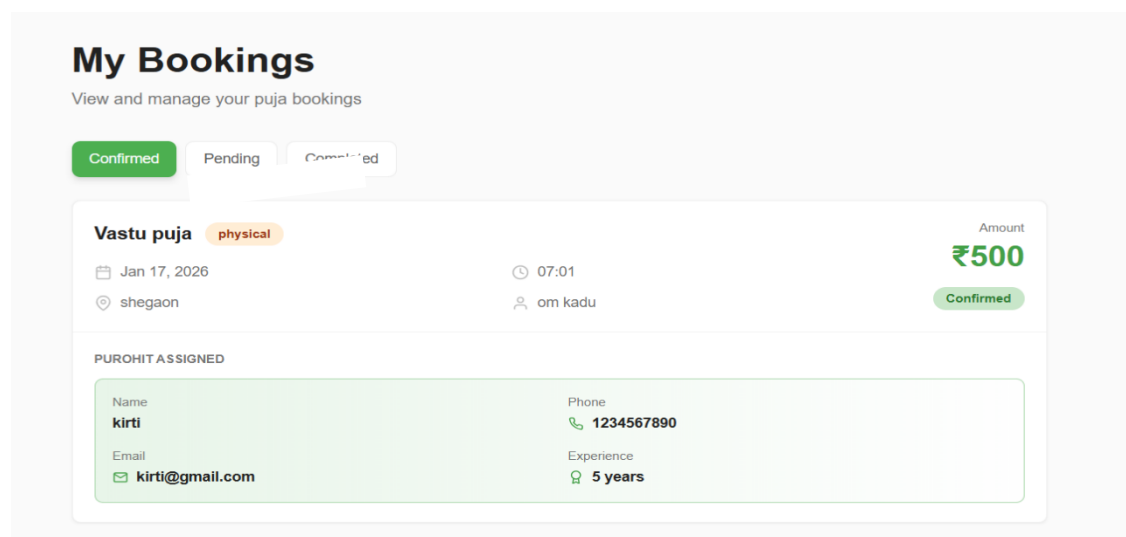 My Bookings
View and manage your puja bookings
Confirmed Pending
Vastu puja physical
Amount
₹500
Jan 17, 2026 07:01
shegaon om kadu
Confirmed
PUROHIT ASSIGNED
Name Phone
kirti 1234567890
Email Experience
kirti@gmail.com 5 years